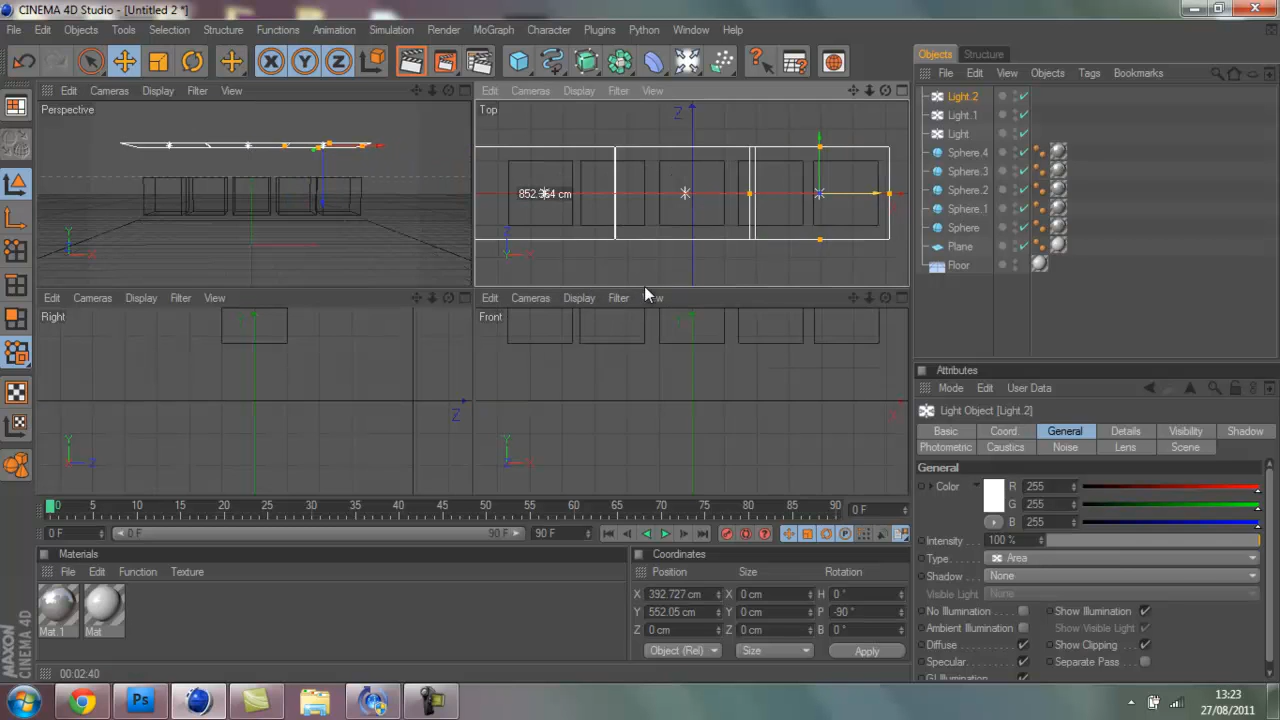 CINEMA 4D Studio - [Untitled 2 *]
File Edit Tools Selection Structure Functions Animation Simulation Render MoGraph Character Plugins Python Window Help
Objects Structure
File Edit View Objects Tags Bookmarks
Edit Cameras Display Filter View
Edit Cameras Display Filter View
Perspective
Top
Z
Y
X
Light.2
Light.1
Light
Sphere.4
Sphere.3
Sphere.2
Sphere.1
Sphere
Plane
Floor
Edit Cameras Display Filter View
Edit Cameras Display Filter View
Right
Front
Z
Y
Z
Y
Attributes
Mode Edit User Data
Light Object [Light.2]
Basic Coord. General Details Visibility Shadow
Photometric Caustics Noise Lens Scene
General
Color R 255
G 255
B 255
Intensity 100 %
Type Area
Shadow None
Visible Light None
No Illumination Show Illumination
Ambient Illumination Show Visible Light
Diffuse Show Clipping
Specular Separate Pass
GI Illumination
0 5 10 15 20 25 30 35 40 45 50 55 60 65 70 75 80 85 90 0 F
0 F 0 F 90 F 90 F
Materials
File Edit Function Texture
Mat 1 Mat
Coordinates
Position Size Rotation
X 392.727 cm X 0 cm H 0 °
Y 552.05 cm Y 0 cm P -90 °
Z 0 cm Z 0 cm B 0 °
Object (Rel) Size Apply
00:02:40
MAXON
CINEMA 4D
Ps
13:23
27/08/2011